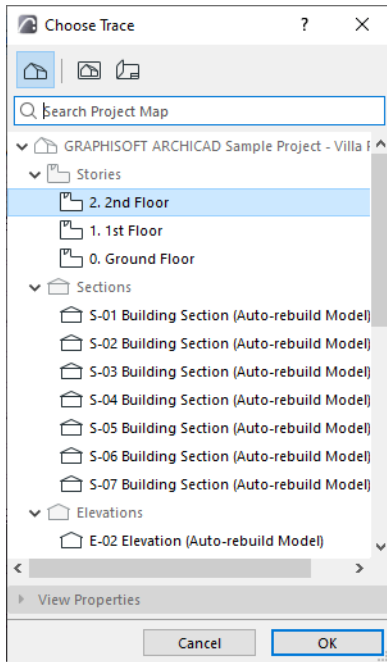 Choose Trace
Search Project Map
GRAPHISOFT ARCHICAD Sample Project - Villa
Stories
2. 2nd Floor
1. 1st Floor
0. Ground Floor
Sections
S-01 Building Section (Auto-rebuild Model)
S-02 Building Section (Auto-rebuild Model)
S-03 Building Section (Auto-rebuild Model)
S-04 Building Section (Auto-rebuild Model)
S-05 Building Section (Auto-rebuild Model)
S-06 Building Section (Auto-rebuild Model)
S-07 Building Section (Auto-rebuild Model)
Elevations
E-02 Elevation (Auto-rebuild Model)
View Properties
Cancel OK